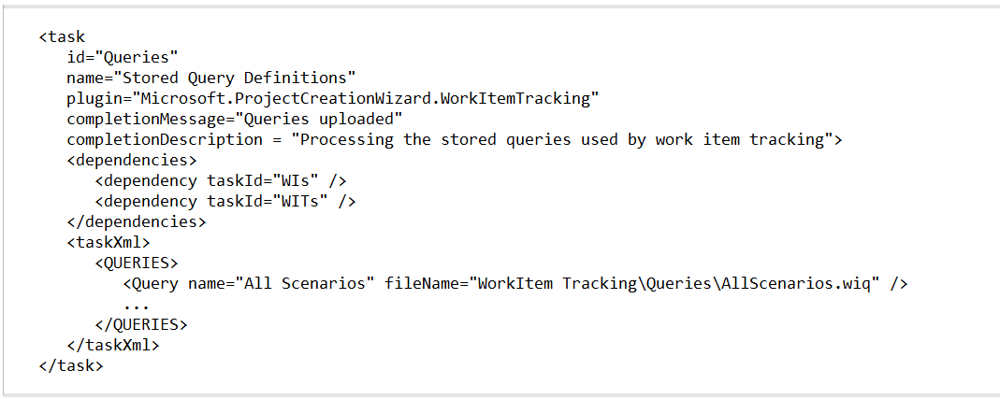 <task
id="Queries"
name="Stored Query Definitions"
plugin="Microsoft.ProjectCreationWizard.WorkItemTracking"
completionMessage="Queries uploaded"
completionDescription = "Processing the stored queries used by work item tracking">
<dependencies>
<dependency taskId="WIs" />
<dependency taskId="WITs" />
</dependencies>
<taskXml>
<QUERIES>
<Query name="All Scenarios" fileName="WorkItem Tracking\Queries\AllScenarios.wiq" />
...
</QUERIES>
</taskXml>
</task>